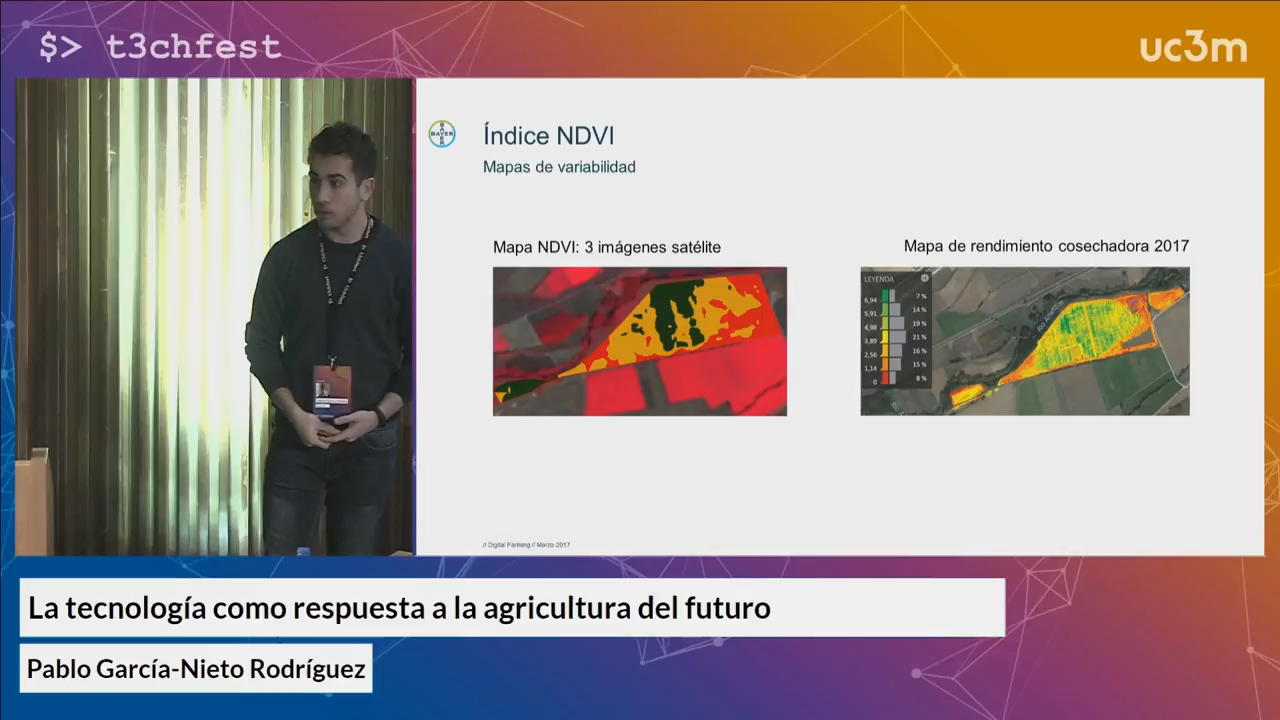 $> t3chfest
uc3m
BAYER
Índice NDVI
Mapas de variabilidad
Mapa NDVI: 3 imágenes satélite
Mapa de rendimiento cosechadora 2017
LEYENDA
6,94 7 %
5,91 14 %
4,98 19 %
3,89 21 %
2,56 16 %
1,14 15 %
0 8 %
// Digital Farming // Marzo 2017
La tecnología como respuesta a la agricultura del futuro
Pablo García-Nieto Rodríguez